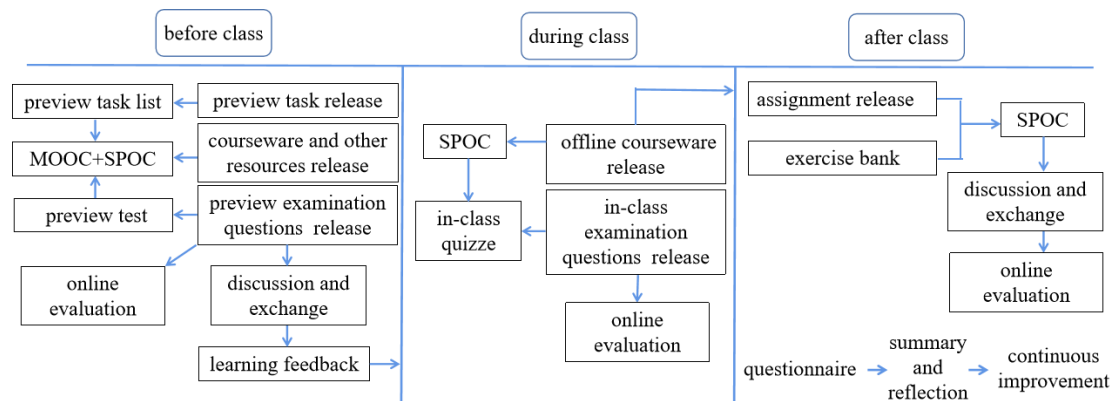 before class
during class
after class
preview task list
preview task release
MOOC+SPOC
courseware and other
resources release
preview test
preview examination
questions release
online
evaluation
discussion and
exchange
learning feedback
SPOC
offline courseware
release
in-class
quizze
in-class
examination
questions release
online
evaluation
assignment release
SPOC
exercise bank
discussion and
exchange
online
evaluation
questionnaire
summary
and
reflection
continuous
improvement